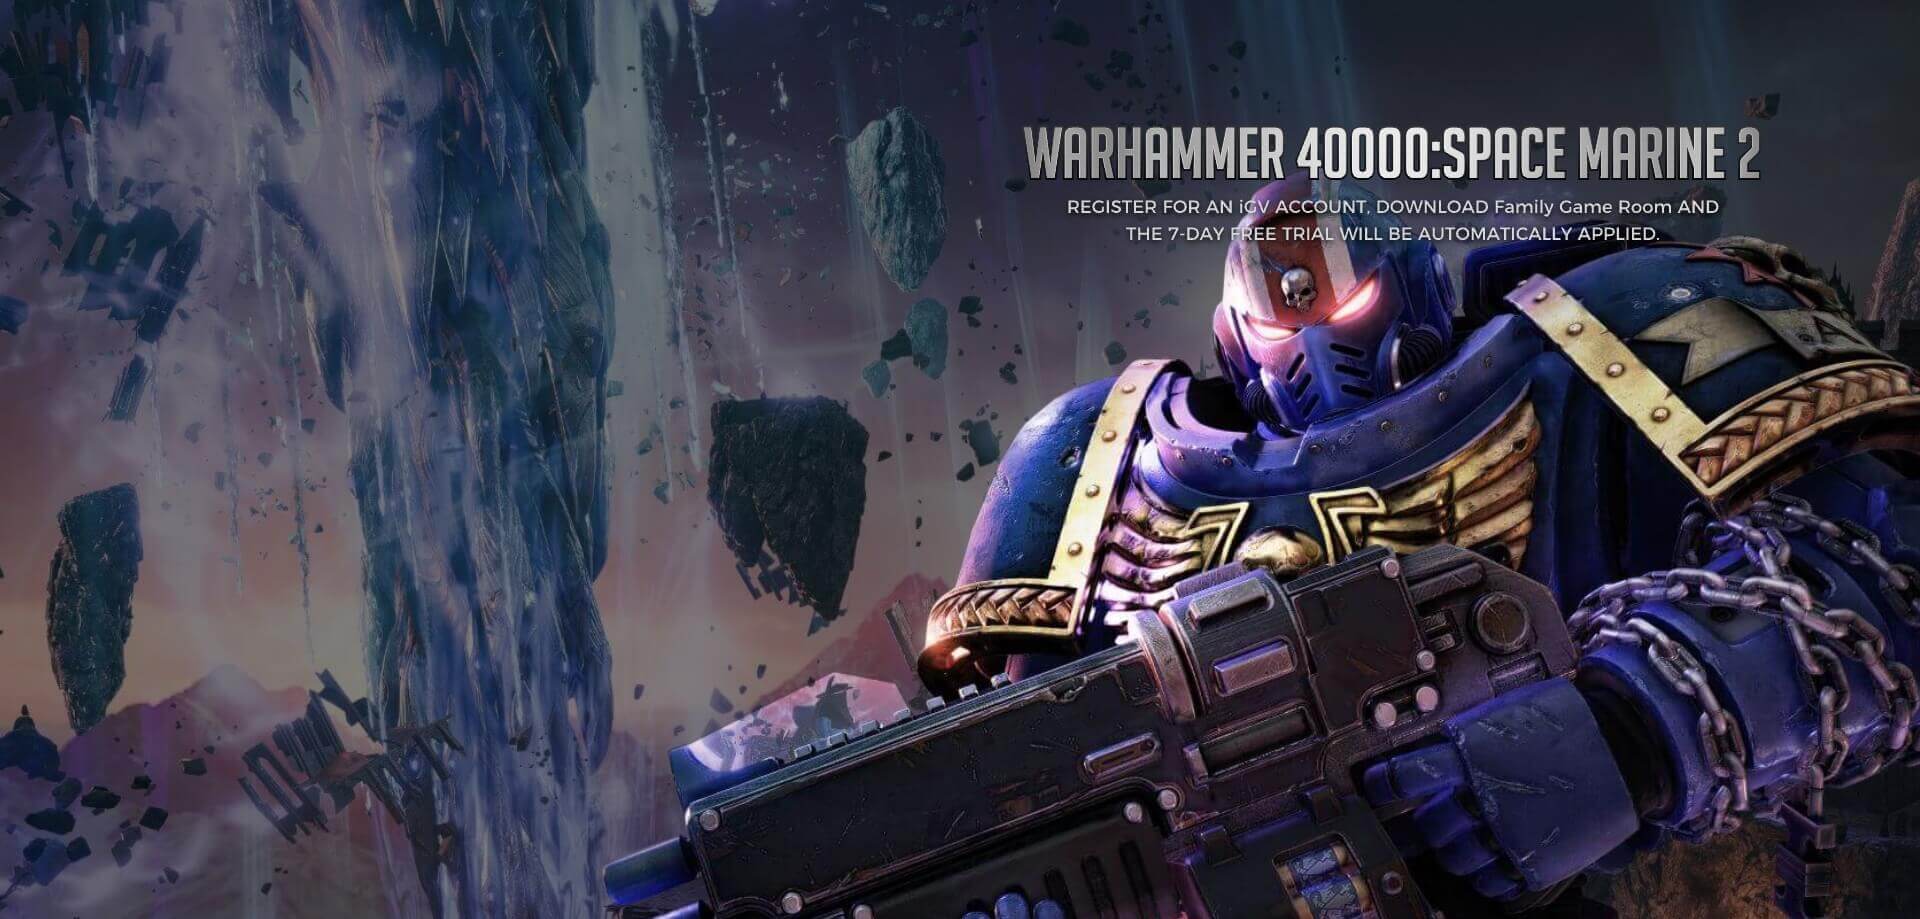 WARHAMMER 40000:SPACE MARINE 2
REGISTER FOR AN iGV ACCOUNT, DOWNLOAD Family Game Room AND
THE 7-DAY FREE TRIAL WILL BE AUTOMATICALLY APPLIED.